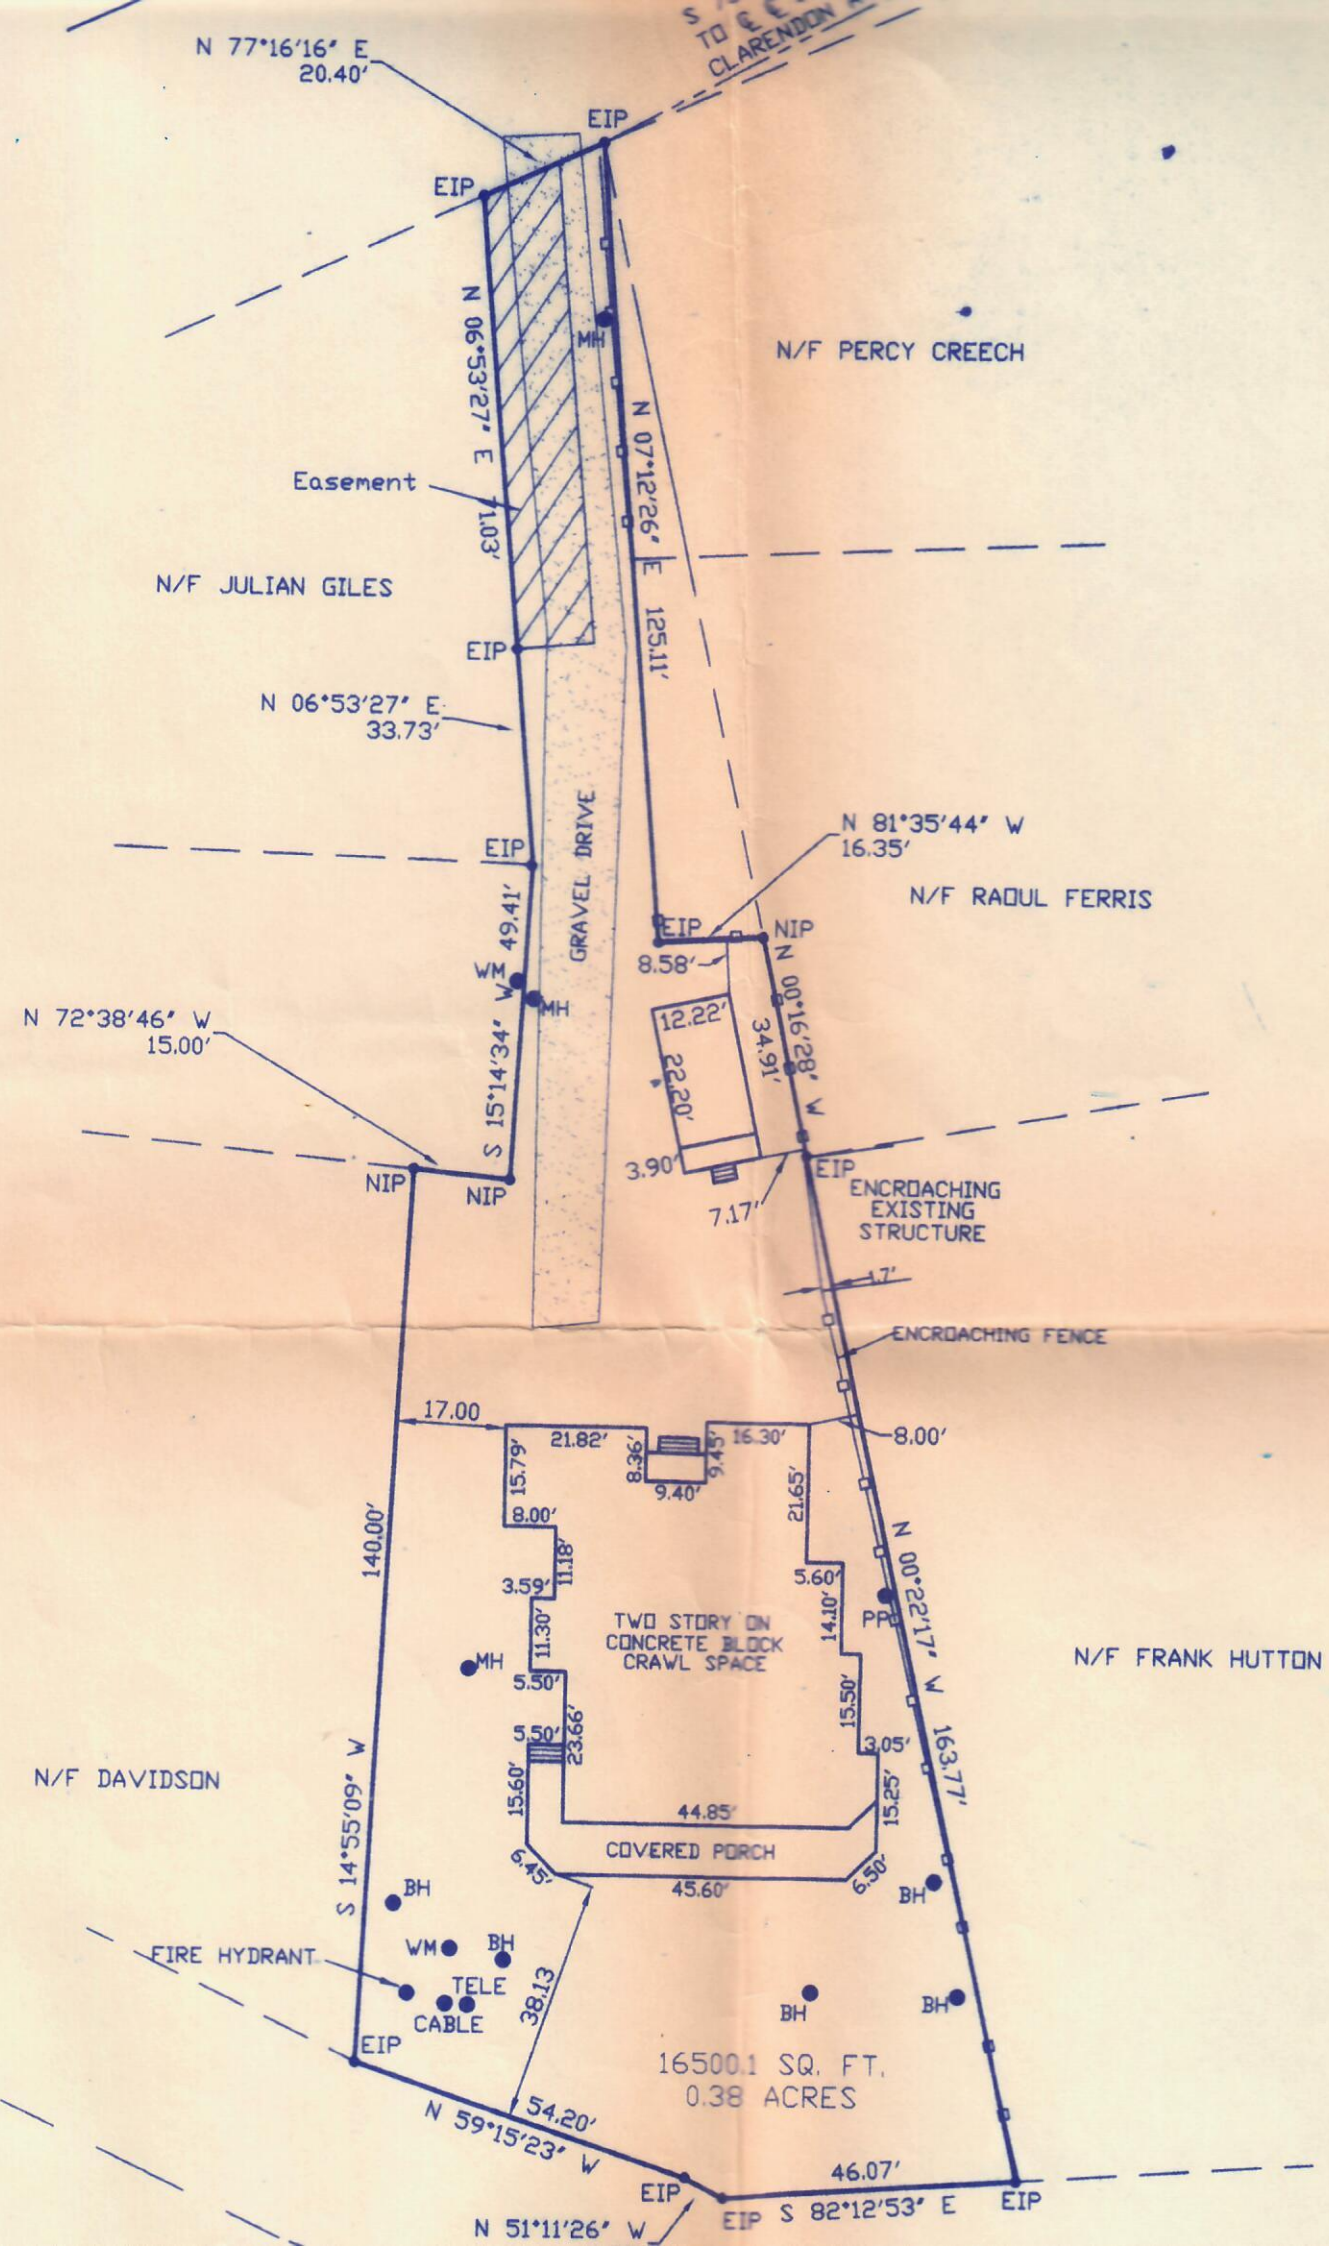 TO ℄ ℄
CLARENDON
N 77°16'16" E
20.40'
EIP
EIP
MH
N/F PERCY CREECH
N 06°53'27" E 71.03'
N 07°12'26" E 125.11'
Easement
N/F JULIAN GILES
EIP
N 06°53'27" E
33.73'
GRAVEL DRIVE
N 81°35'44" W
16.35'
EIP
N/F RAOUL FERRIS
EIP
NIP
8.58'
S 15°14'34" W 49.41'
WM
MH
N 72°38'46" W
15.00'
12.22'
22.20'
34.91'
N 00°16'28" W
3.90'
7.17'
NIP
NIP
EIP
ENCROACHING
EXISTING
STRUCTURE
1.7'
ENCROACHING FENCE
17.00
21.82'
8.36'
9.45'
16.30'
8.00'
15.79'
9.40'
21.65'
8.00'
140.00'
11.18'
3.59'
5.60'
11.30'
14.10'
PP
TWO STORY ON
CONCRETE BLOCK
CRAWL SPACE
N 00°22'17" W 163.77'
N/F FRANK HUTTON
MH
5.50'
15.50'
5.50'
23.66'
3.05'
N/F DAVIDSON
15.60'
15.25'
44.85'
COVERED PORCH
6.45'
45.60'
6.50'
S 14°55'09" W
BH
BH
WM
BH
FIRE HYDRANT
TELE
CABLE
38.13
BH
BH
EIP
16500.1 SQ. FT.
0.38 ACRES
54.20'
N 59°15'23" W
46.07'
EIP
EIP
S 82°12'53" E
EIP
N 51°11'26" W